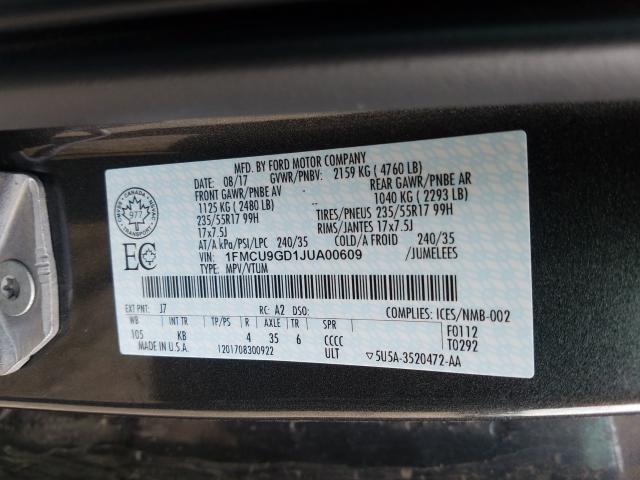 MFD. BY FORD MOTOR COMPANY
DATE: 08/17 GVWR/PNBV: 2159 KG ( 4760 LB)
FRONT GAWR/PNBE AV REAR GAWR/PNBE AR
1125 KG ( 2480 LB) 1040 KG ( 2293 LB)
235/55R17 99H TIRES/PNEUS 235/55R17 99H
17x7.5J RIMS/JANTES 17x7.5J
AT/A kPa/PSI/LPC 240/35 COLD/A FROID 240/35
VIN: 1FMCU9GD1JUA00609 /JUMELEES
TYPE: MPV/VTUM
CANADA
TRANSPORT
977
EC
EXT PNT: J7 RC: A2 DSO: COMPLIES: ICES/NMB-002
WB INT TR TP/PS R AXLE TR SPR F0112
105 KB 4 35 6 CCCC T0292
MADE IN U.S.A. 1201708300922 ULT ▽5U5A-3520472-AA